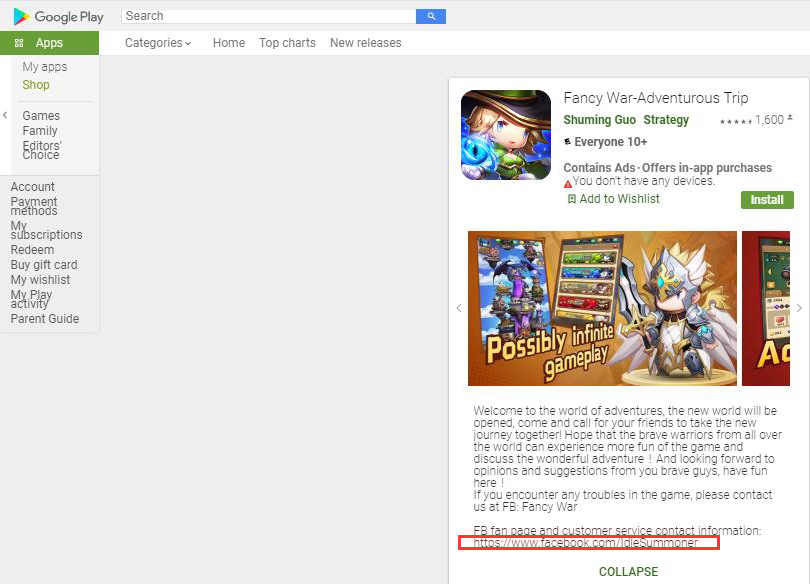 Google Play
Search
Apps
Categories
Home
Top charts
New releases
My apps
Shop
Games
Family
Editors'
Choice
Account
Payment
methods
My
subscriptions
Redeem
Buy gift card
My wishlist
My Play
activity
Parent Guide
Fancy War-Adventurous Trip
Shuming Guo Strategy
1,600
Everyone 10+
Contains Ads · Offers in-app purchases
You don't have any devices.
Add to Wishlist
Install
Possibly infinite
gameplay
Welcome to the world of adventures, the new world will be
opened, come and call for your friends to take the new
journey together! Hope that the brave warriors from all over
the world can experience more fun of the game and
discuss the wonderful adventure！And looking forward to
opinions and suggestions from you brave guys, have fun
here！
If you encounter any troubles in the game, please contact
us at FB: Fancy War
FB fan page and customer service contact information:
https://www.facebook.com/IdleSummoner
COLLAPSE